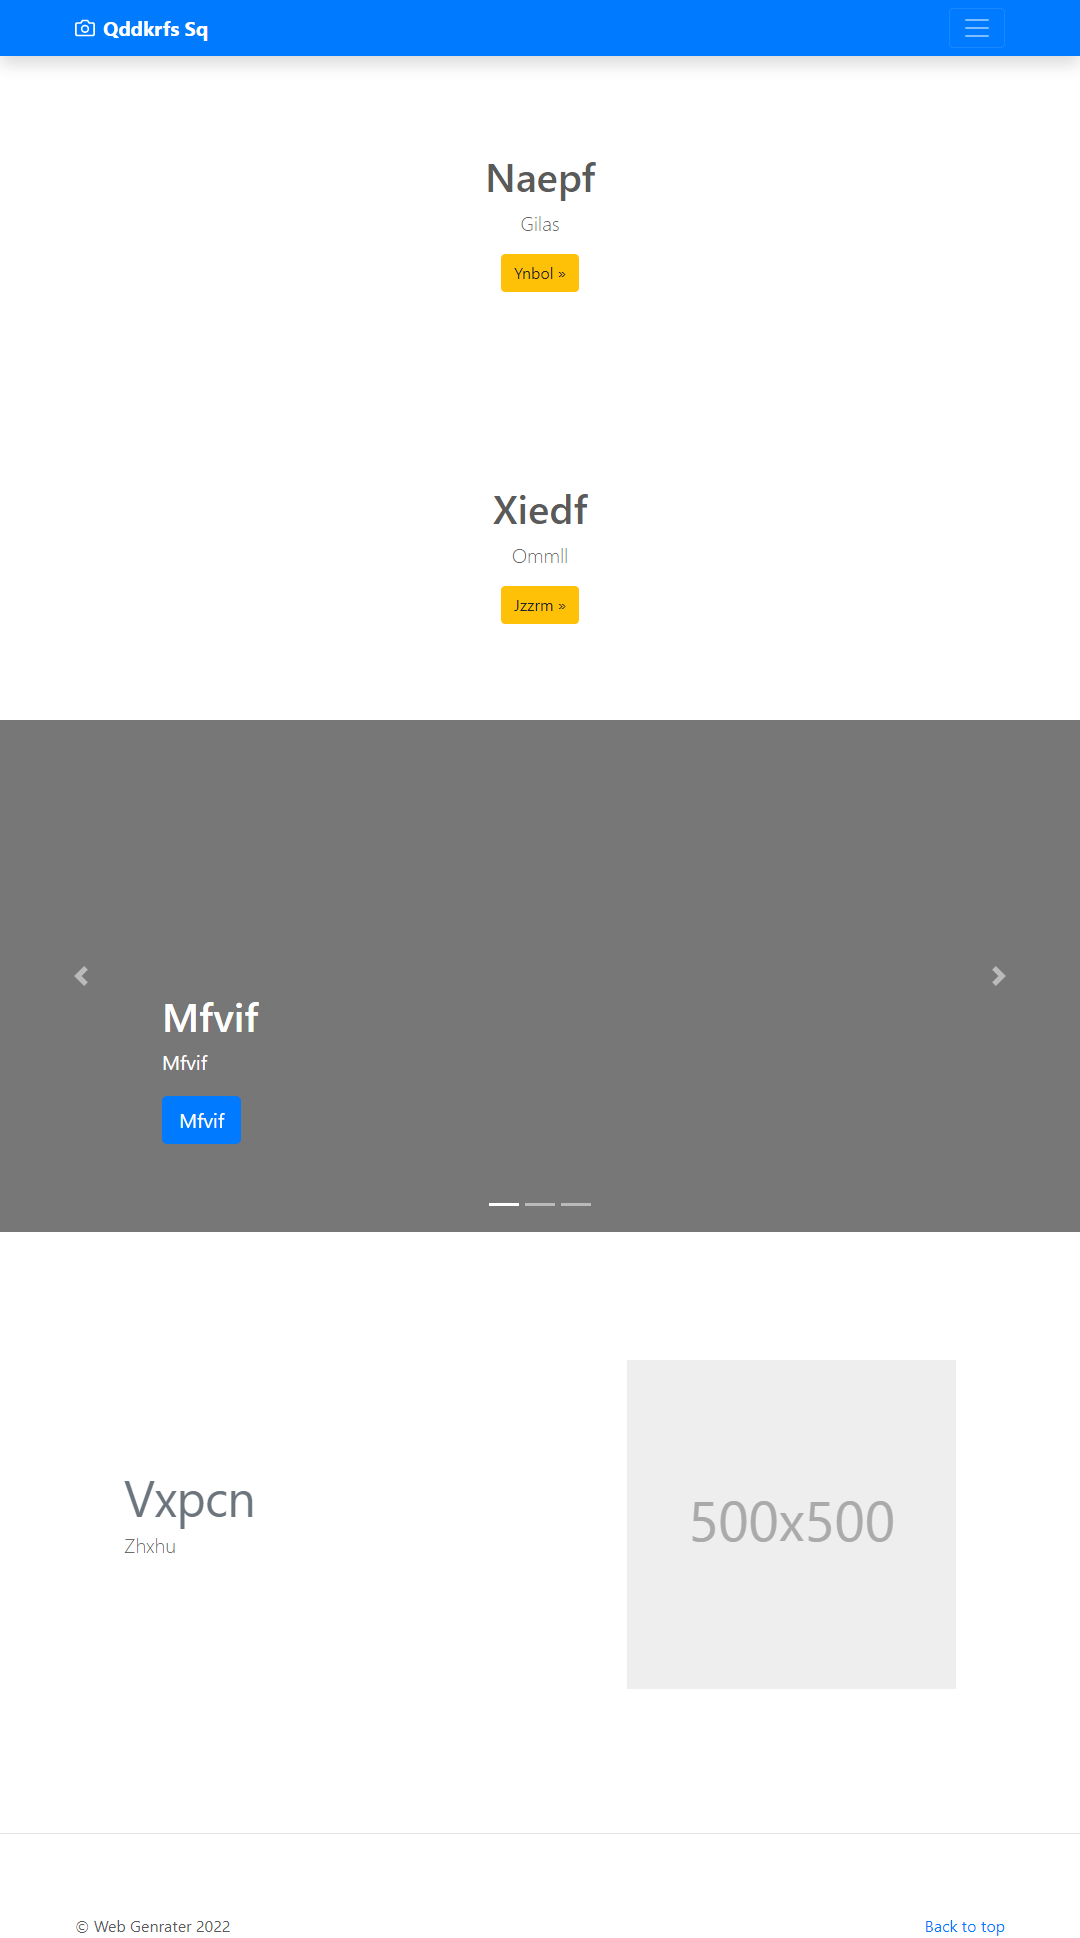 Qddkrfs Sq
Naepf
Gilas
Ynbol »
Xiedf
Ommll
Jzzrm »
Mfvif
Mfvif
Mfvif
Vxpcn
Zhxhu
500x500
© Web Genrater 2022
Back to top